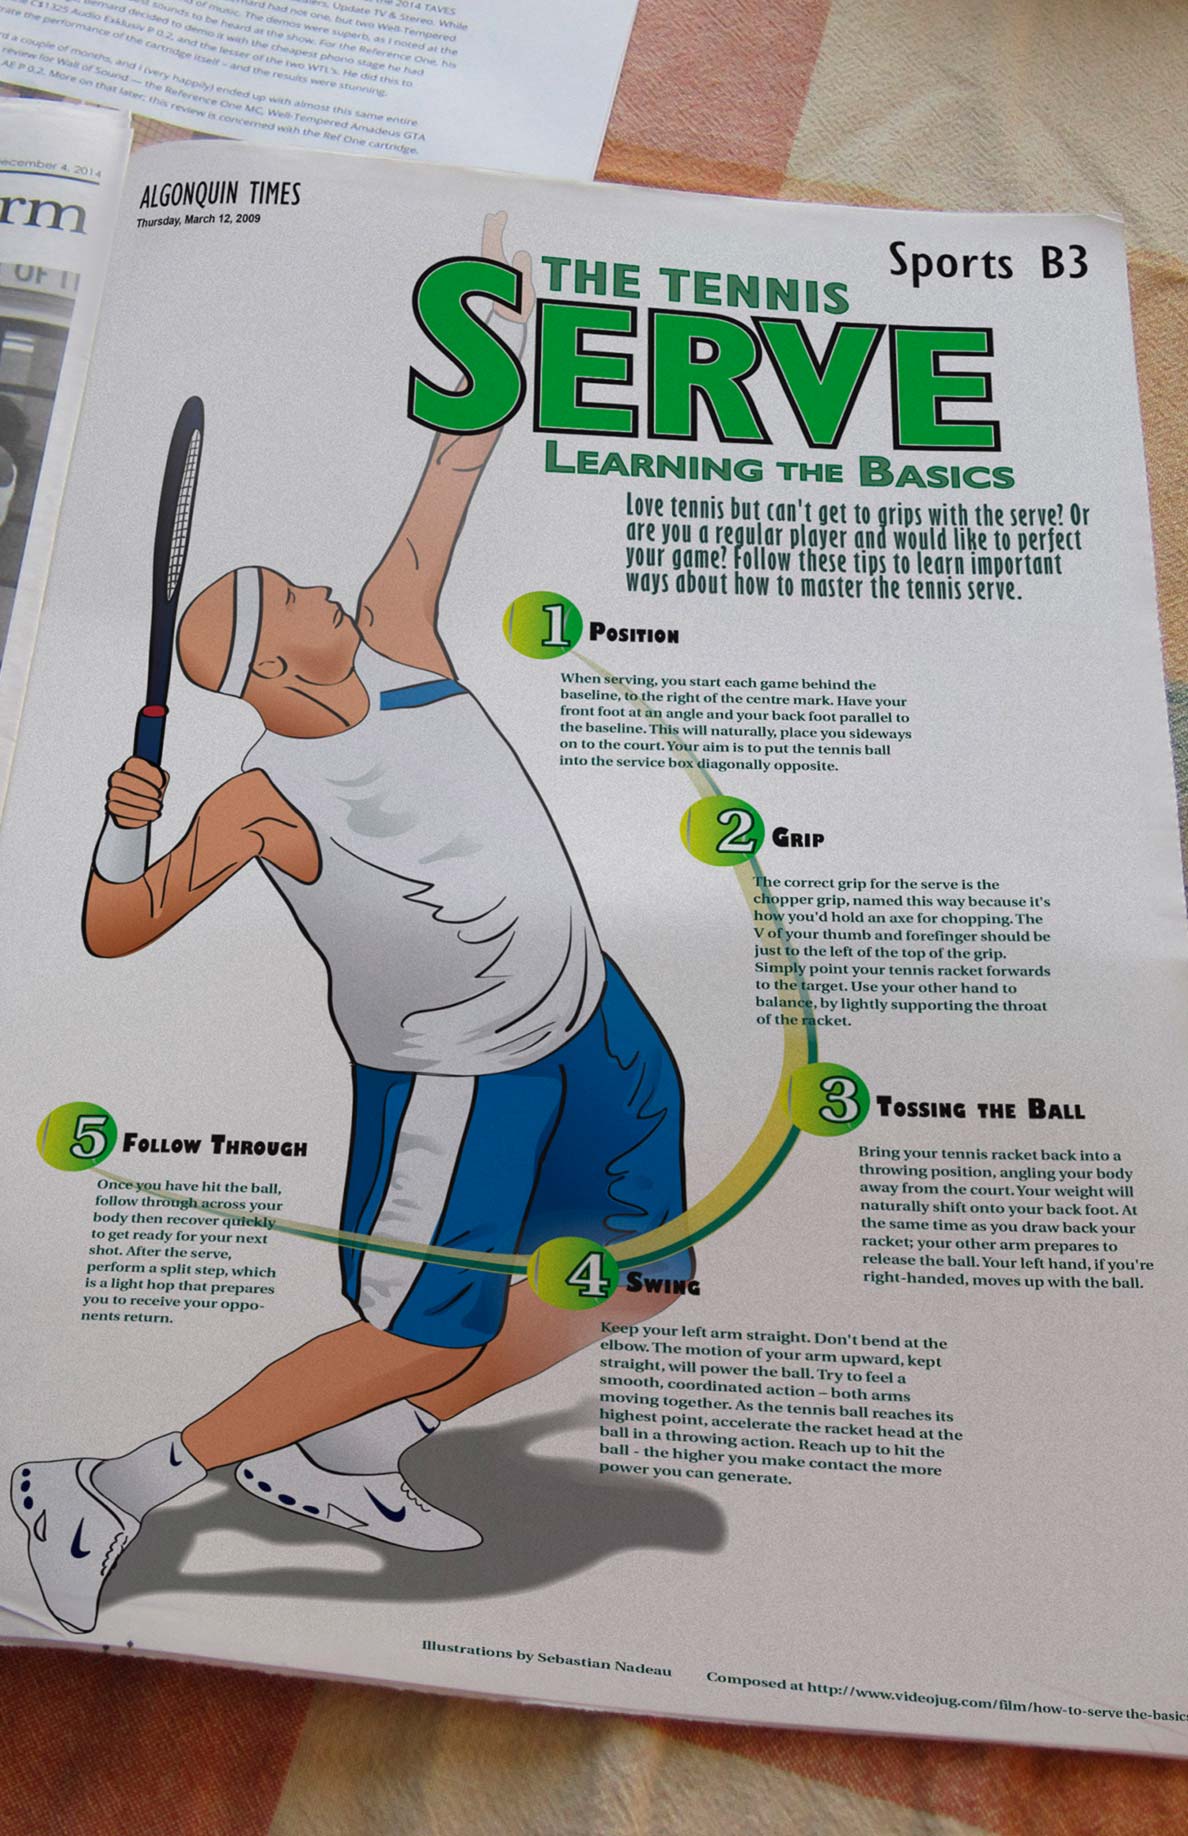 the 2014 TAVES
Update TV & Stereo. While
of music. The demos were superb, as I noted at the
sounds to be heard at the show. For the Reference One, his
decided to demo it with the cheapest phono stage he had
C$1325 Audio Exklusiv P 0.2, and the lesser of the two WTL's. He did this to
the performance of the cartridge itself – and the results were stunning.
a couple of months, and I (very happily) ended up with almost this same entire
review for Wall of Sound — the Reference One MC, Well-Tempered Amadeus GTA
AE P 0.2. More on that later; this review is concerned with the Ref One cartridge.
ecember 4, 2014
rm
OF
ALGONQUIN TIMES
Thursday, March 12, 2009
Sports B3
THE TENNIS
SERVE
LEARNING THE BASICS
Love tennis but can't get to grips with the serve? Or
are you a regular player and would like to perfect
your game? Follow these tips to learn important
ways about how to master the tennis serve.
1 POSITION
When serving, you start each game behind the
baseline, to the right of the centre mark. Have your
front foot at an angle and your back foot parallel to
the baseline. This will naturally, place you sideways
on to the court. Your aim is to put the tennis ball
into the service box diagonally opposite.
2 GRIP
The correct grip for the serve is the
chopper grip, named this way because it's
how you'd hold an axe for chopping. The
V of your thumb and forefinger should be
just to the left of the top of the grip.
Simply point your tennis racket forwards
to the target. Use your other hand to
balance, by lightly supporting the throat
of the racket.
3 TOSSING THE BALL
Bring your tennis racket back into a
throwing position, angling your body
away from the court. Your weight will
naturally shift onto your back foot. At
the same time as you draw back your
racket; your other arm prepares to
release the ball. Your left hand, if you're
right-handed, moves up with the ball.
4 SWING
Keep your left arm straight. Don't bend at the
elbow. The motion of your arm upward, kept
straight, will power the ball. Try to feel a
smooth, coordinated action – both arms
moving together. As the tennis ball reaches its
highest point, accelerate the racket head at the
ball in a throwing action. Reach up to hit the
ball - the higher you make contact the more
power you can generate.
5 FOLLOW THROUGH
Once you have hit the ball,
follow through across your
body then recover quickly
to get ready for your next
shot. After the serve,
perform a split step, which
is a light hop that prepares
you to receive your oppo-
nents return.
Illustrations by Sebastian Nadeau
Composed at http://www.videojug.com/film/how-to-serve the-basics